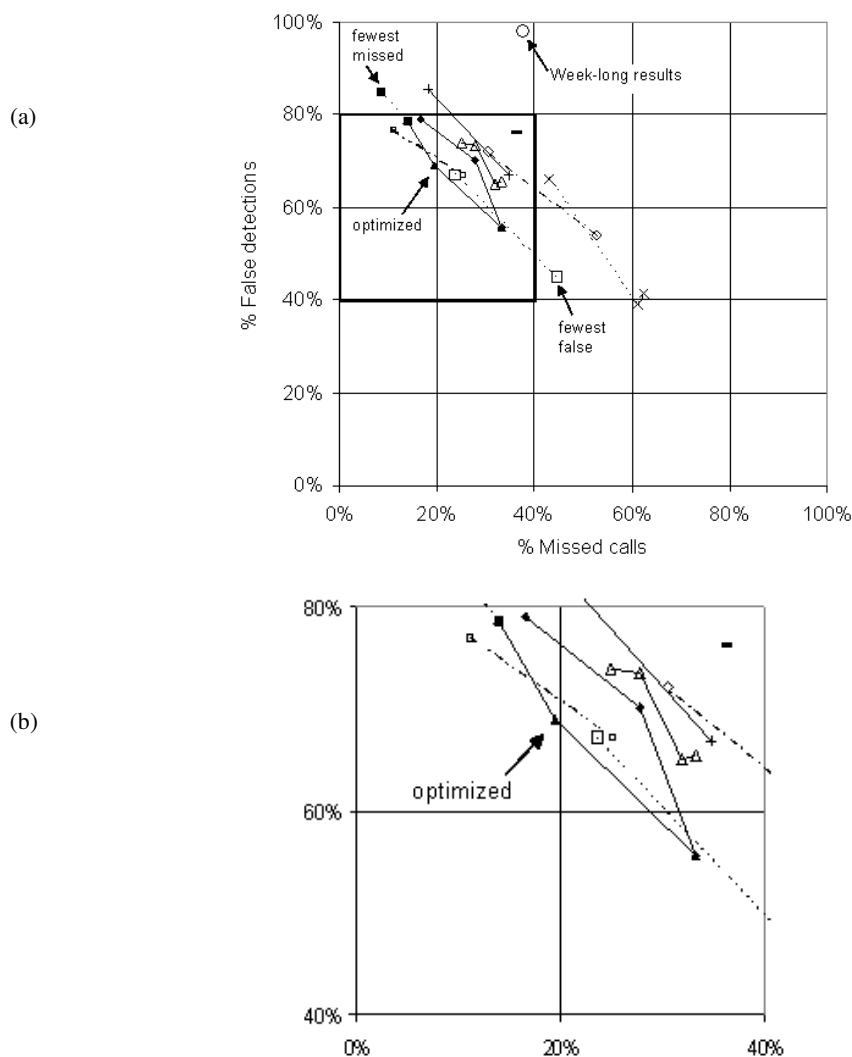 (a)
100%
80%
60%
40%
20%
0%
% False detections
fewest
missed
Week-long results
optimized
fewest
false
0% 20% 40% 60% 80% 100%
% Missed calls
(b)
80%
60%
40%
optimized
0% 20% 40%